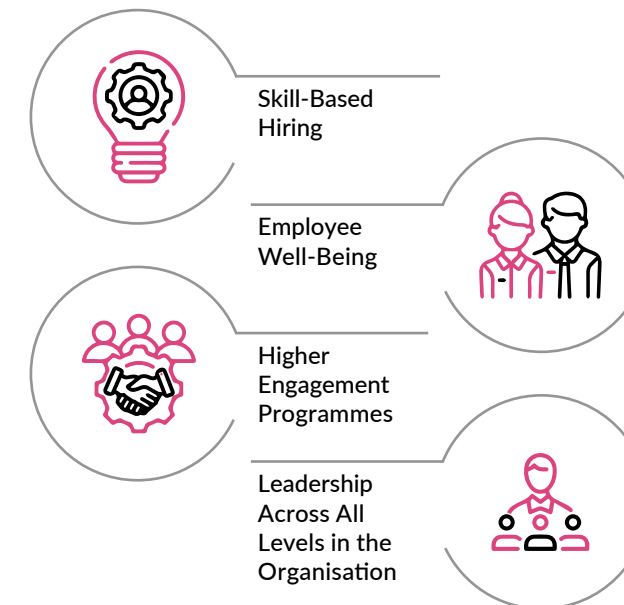 Skill-Based
Hiring
Employee
Well-Being
Higher
Engagement
Programmes
Leadership
Across All
Levels in the
Organisation